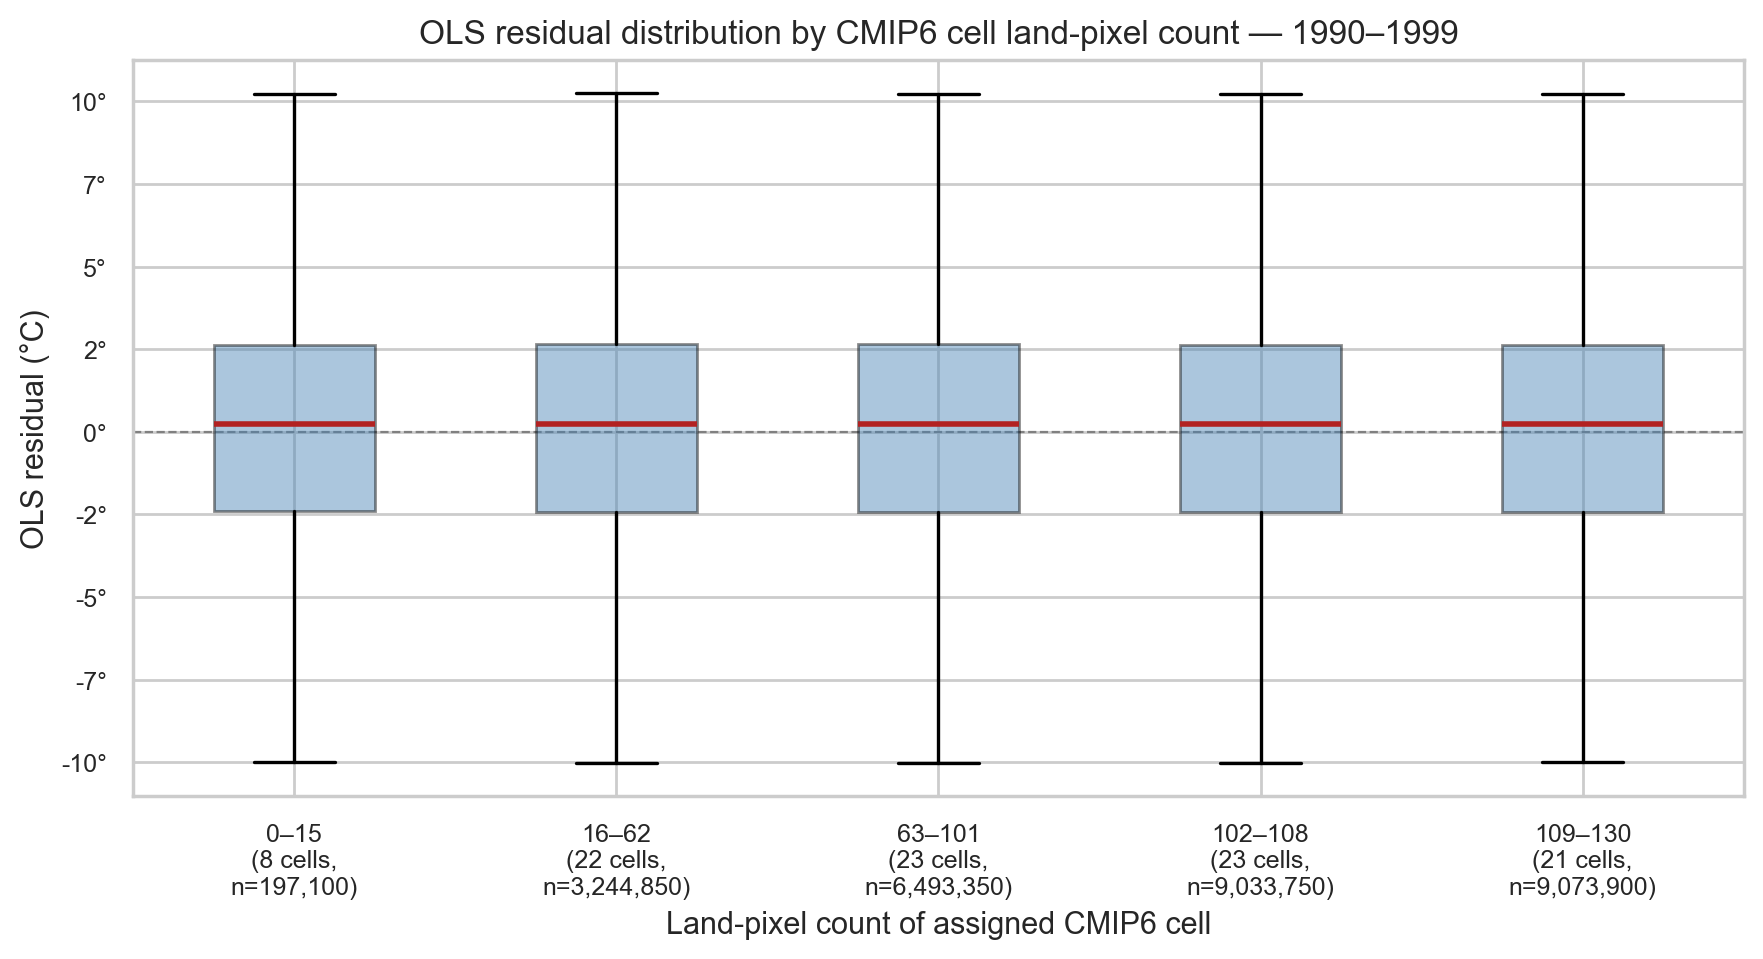 OLS residual distribution by CMIP6 cell land-pixel count — 1990–1999
OLS residual (°C)
10°
7°
5°
2°
0°
-2°
-5°
-7°
-10°
0–15
(8 cells,
n=197,100)
16–62
(22 cells,
n=3,244,850)
63–101
(23 cells,
n=6,493,350)
102–108
(23 cells,
n=9,033,750)
109–130
(21 cells,
n=9,073,900)
Land-pixel count of assigned CMIP6 cell